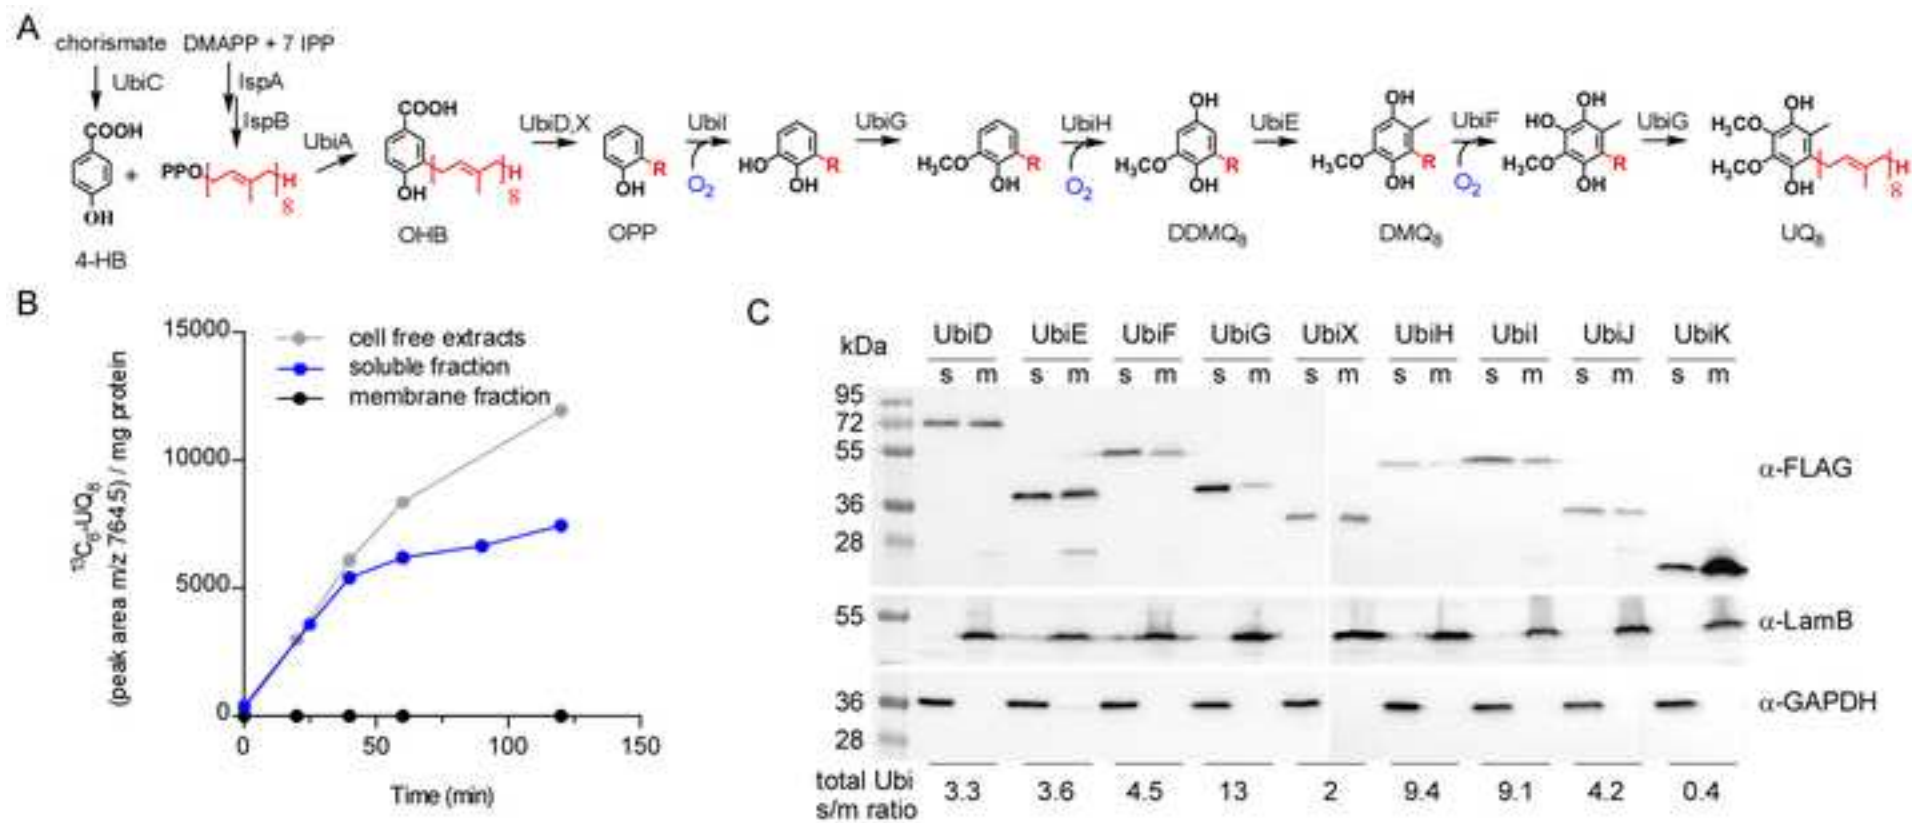 A
chorismate DMAPP + 7 IPP
UbiC IspA
IspB
COOH
OH
4-HB
+
PPO H 8
UbiA
COOH
OH H 8
OHB
UbiD,X
R
OH
OPP
UbiI
O2
HO R
OH
UbiG
H3CO R
OH
UbiH
O2
OH
H3CO R
OH
DDMQ8
UbiE
OH
H3CO R
OH
DMQ8
UbiF
O2
OH
HO
H3CO R
OH
UbiG
OH
H3CO
H3CO H
OH 8
UQ8
B
13C6-UQ8
(peak area m/z 764.5) / mg protein
15000
10000
5000
0
cell free extracts
soluble fraction
membrane fraction
0 50 100 150
Time (min)
C
kDa UbiD UbiE UbiF UbiG UbiX UbiH UbiI UbiJ UbiK
s m s m s m s m s m s m s m s m s m
95
72
55
36
28
α-FLAG
55
α-LamB
36
28
α-GAPDH
total Ubi
s/m ratio
3.3 3.6 4.5 13 2 9.4 9.1 4.2 0.4